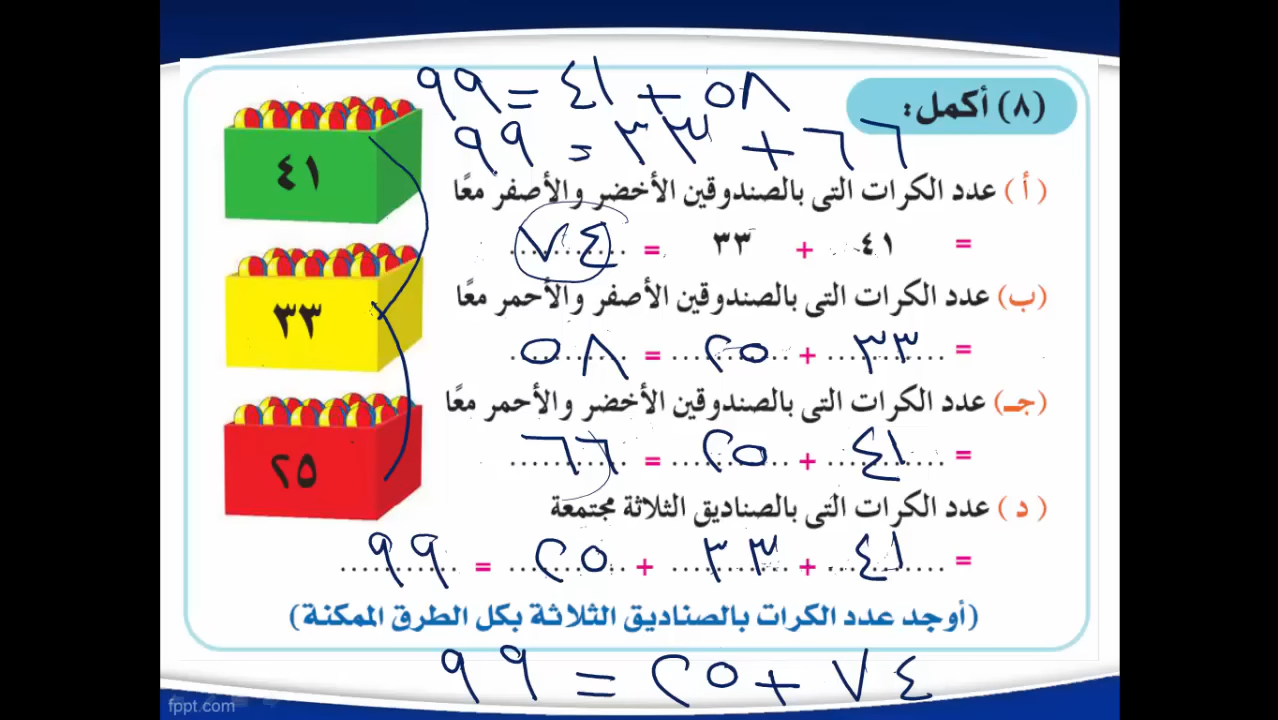 ٥٨ + ٤١ = ٩٩
(٨) أكمل :
٦٦ + ٣٣ = ٩٩
(أ) عدد الكرات التى بالصندوقين الأخضر والأصفر معًا
= ٤١ + ٣٣ = ٧٤
(ب) عدد الكرات التى بالصندوقين الأصفر والأحمر معًا
= ٣٣ + ٢٥ = ٥٨
(جـ) عدد الكرات التى بالصندوقين الأخضر والأحمر معًا
= ٤١ + ٢٥ = ٦٦
(د) عدد الكرات التى بالصناديق الثلاثة مجتمعة
= ٤١ + ٣٣ + ٢٥ = ٩٩
(أوجد عدد الكرات بالصناديق الثلاثة بكل الطرق الممكنة)
٧٤ + ٢٥ = ٩٩
٤١
٣٣
٢٥
fppt.com